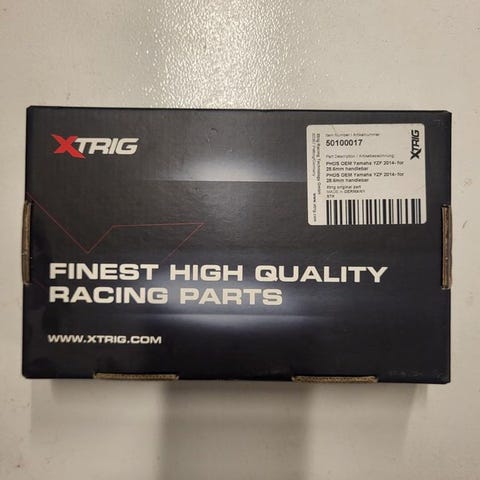 XTRIG
Item Number / Artikelnummer:
50100017
Part Description / Artikelbezeichnung:
PHDS OEM Yamaha YZF 2014- for
28.6mm handlebar
PHDS OEM Yamaha YZF 2014- for
28.6mm handlebar
Xtrig original part
MADE IN GERMANY
XTRIG
FINEST HIGH QUALITY
RACING PARTS
WWW.XTRIG.COM